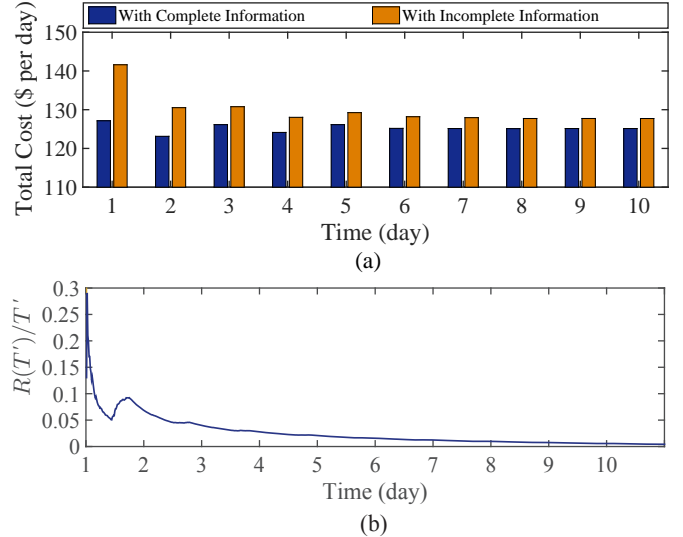 With Complete Information With Incomplete Information
Total Cost ($ per day)
150
140
130
120
110
1 2 3 4 5 6 7 8 9 10
Time (day)
(a)
R(T′)/T′
0.3
0.25
0.2
0.15
0.1
0.05
0
1 2 3 4 5 6 7 8 9 10
Time (day)
(b)